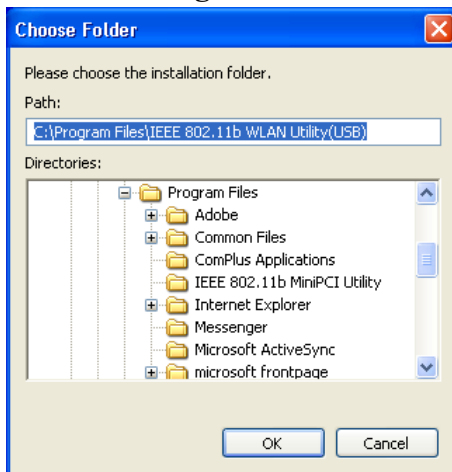 Choose Folder
Please choose the installation folder.
Path:
C:\Program Files\IEEE 802.11b WLAN Utility(USB)
Directories:
Program Files
Adobe
Common Files
ComPlus Applications
IEEE 802.11b MiniPCI Utility
Internet Explorer
Messenger
Microsoft ActiveSync
microsoft frontpage
OK Cancel